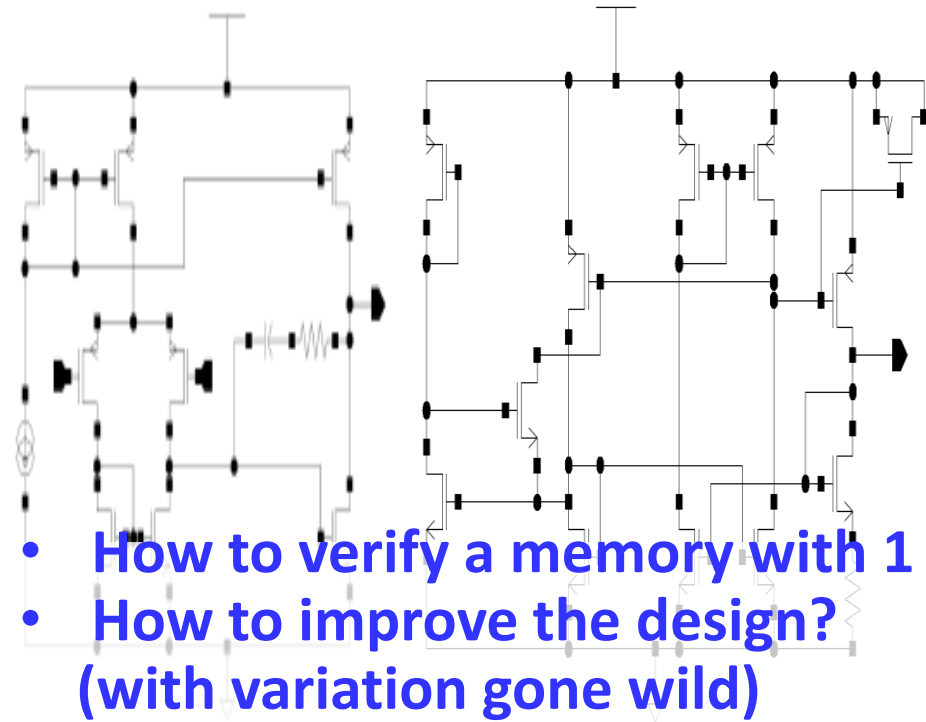 • How to verify a memory with 1
• How to improve the design?
(with variation gone wild)